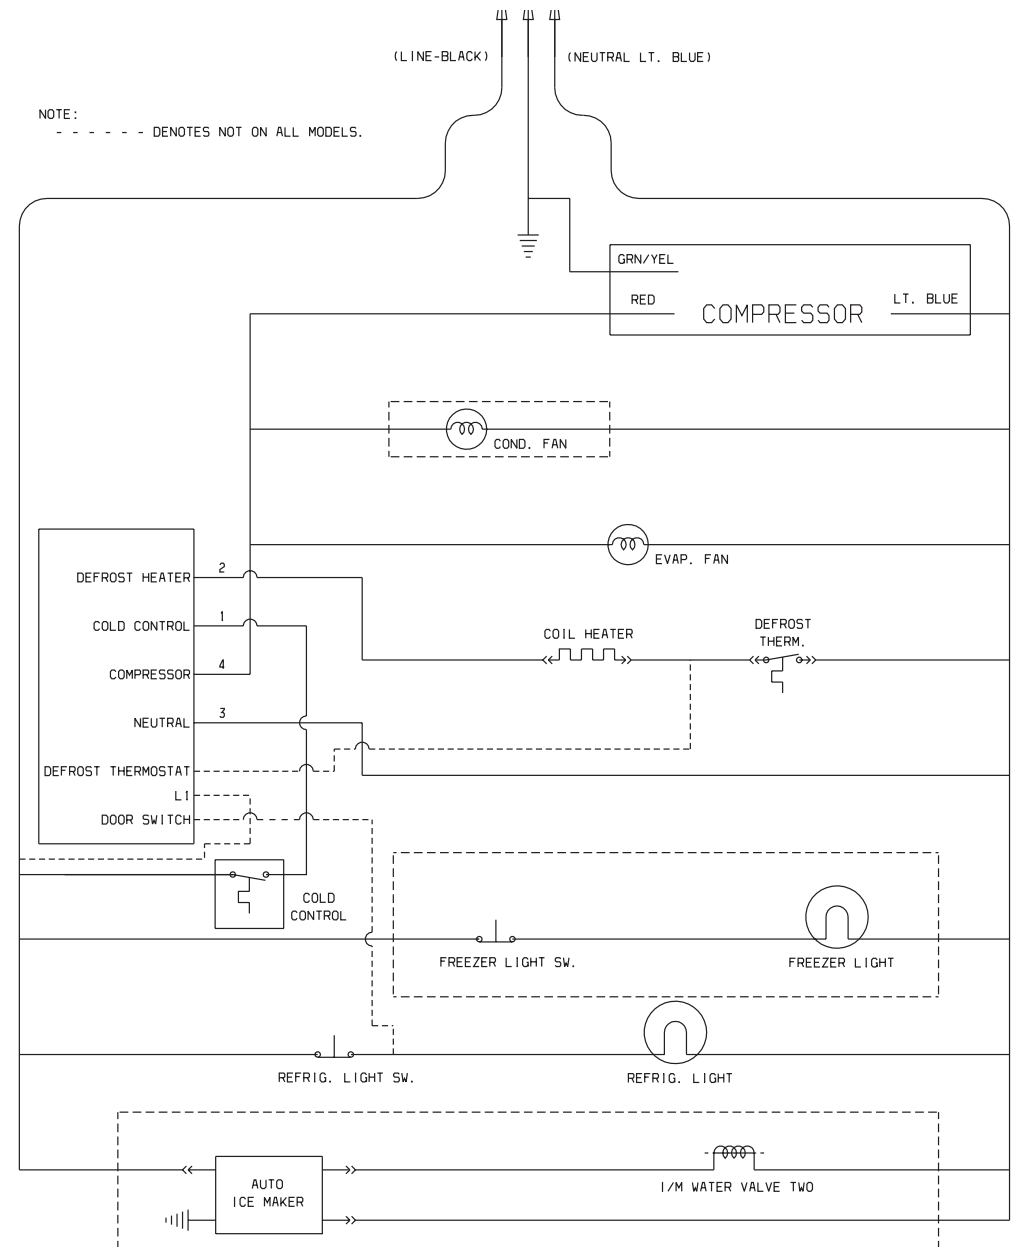 (LINE-BLACK)
(NEUTRAL LT. BLUE)
NOTE:
- - - - - - DENOTES NOT ON ALL MODELS.
GRN/YEL
RED
COMPRESSOR
LT. BLUE
COND. FAN
EVAP. FAN
DEFROST HEATER
2
COLD CONTROL
1
COMPRESSOR
4
NEUTRAL
3
DEFROST THERMOSTAT
L1
DOOR SWITCH
COIL HEATER
DEFROST
THERM.
COLD
CONTROL
FREEZER LIGHT SW.
FREEZER LIGHT
REFRIG. LIGHT SW.
REFRIG. LIGHT
AUTO
ICE MAKER
I/M WATER VALVE TWO